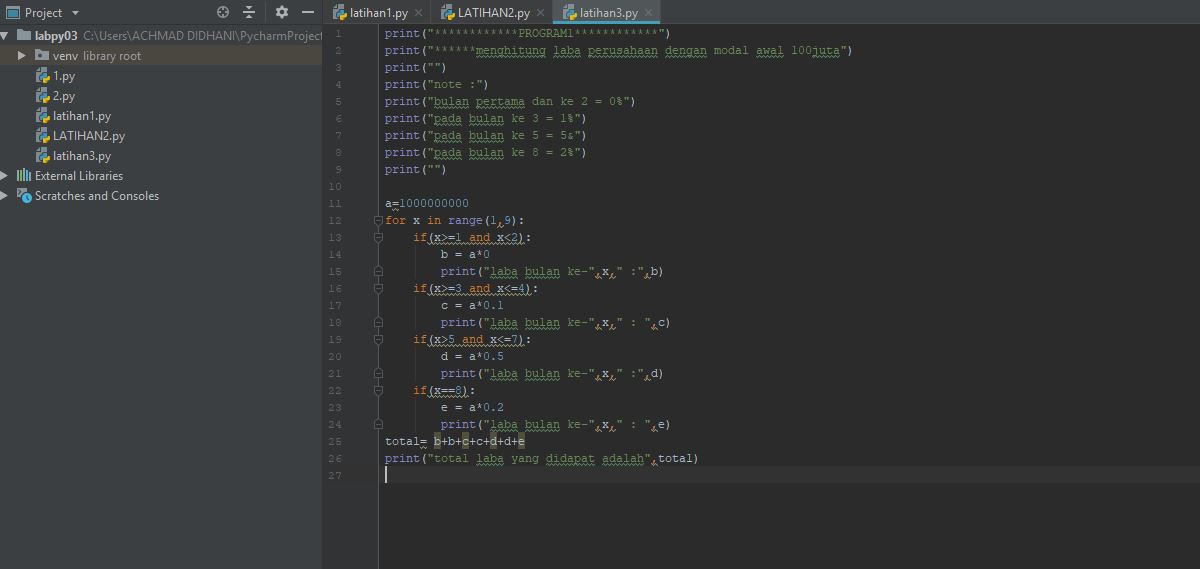 Project
labpy03 C:\Users\ACHMAD DIDHANI\PycharmProject
venv library root
1.py
2.py
latihan1.py
LATIHAN2.py
latihan3.py
External Libraries
Scratches and Consoles
latihan1.py LATIHAN2.py latihan3.py
1 print("************PROGRAM1************")
2 print("******menghitung laba perusahaan dengan modal awal 100juta")
3 print("")
4 print("note :")
5 print("bulan pertama dan ke 2 = 0%")
6 print("pada bulan ke 3 = 1%")
7 print("pada bulan ke 5 = 5&")
8 print("pada bulan ke 8 = 2%")
9 print("")
10
11 a=1000000000
12 for x in range(1,9):
13 if(x>=1 and x<2):
14 b = a*0
15 print("laba bulan ke-",x," :",b)
16 if(x>=3 and x<=4):
17 c = a*0.1
18 print("laba bulan ke-",x," : ",c)
19 if(x>5 and x<=7):
20 d = a*0.5
21 print("laba bulan ke-",x," :",d)
22 if(x==8):
23 e = a*0.2
24 print("laba bulan ke-",x," : ",e)
25 total= b+b+c+c+d+d+e
26 print("total laba yang didapat adalah",total)
27